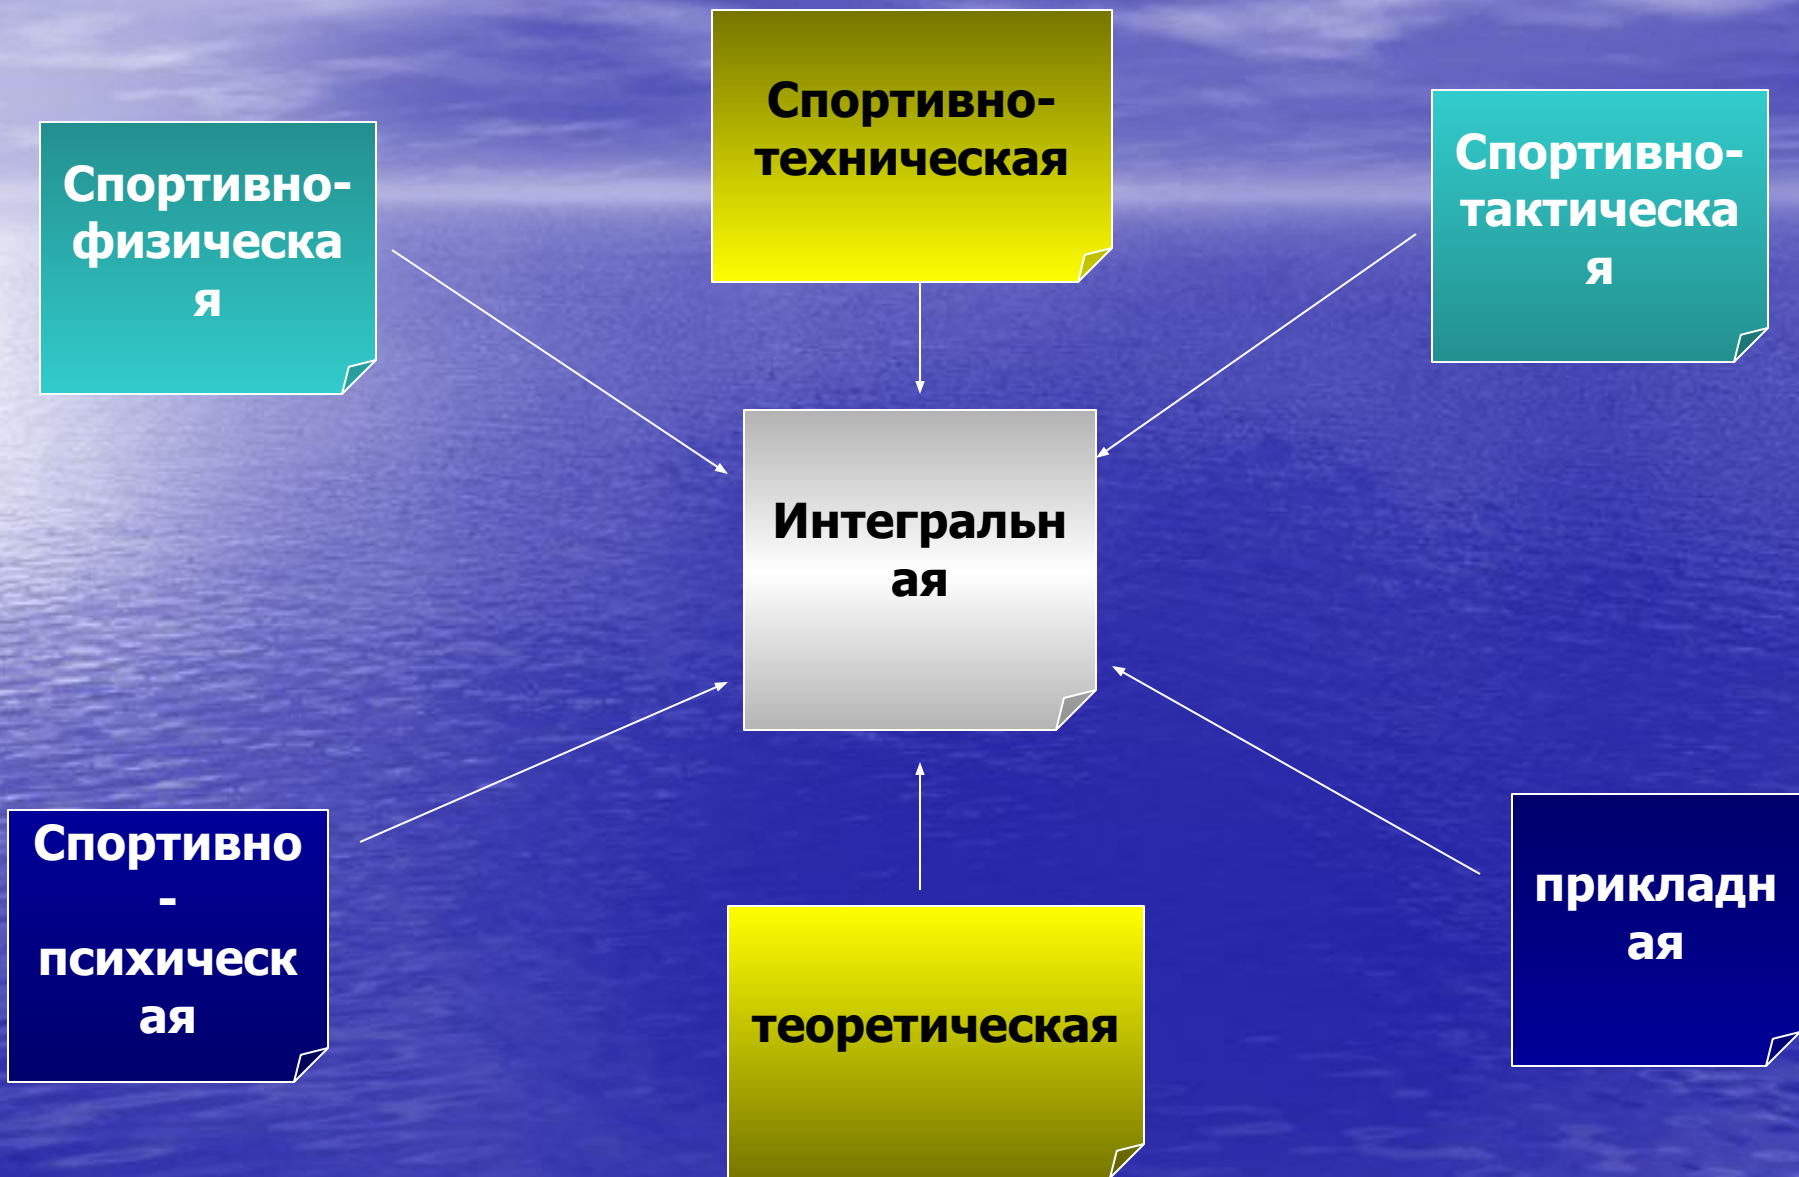 Спортивно-
техническая
Спортивно-
физическа
я
Спортивно-
тактическа
я
Интегральн
ая
Спортивно
-
психическ
ая
теоретическая
прикладн
ая